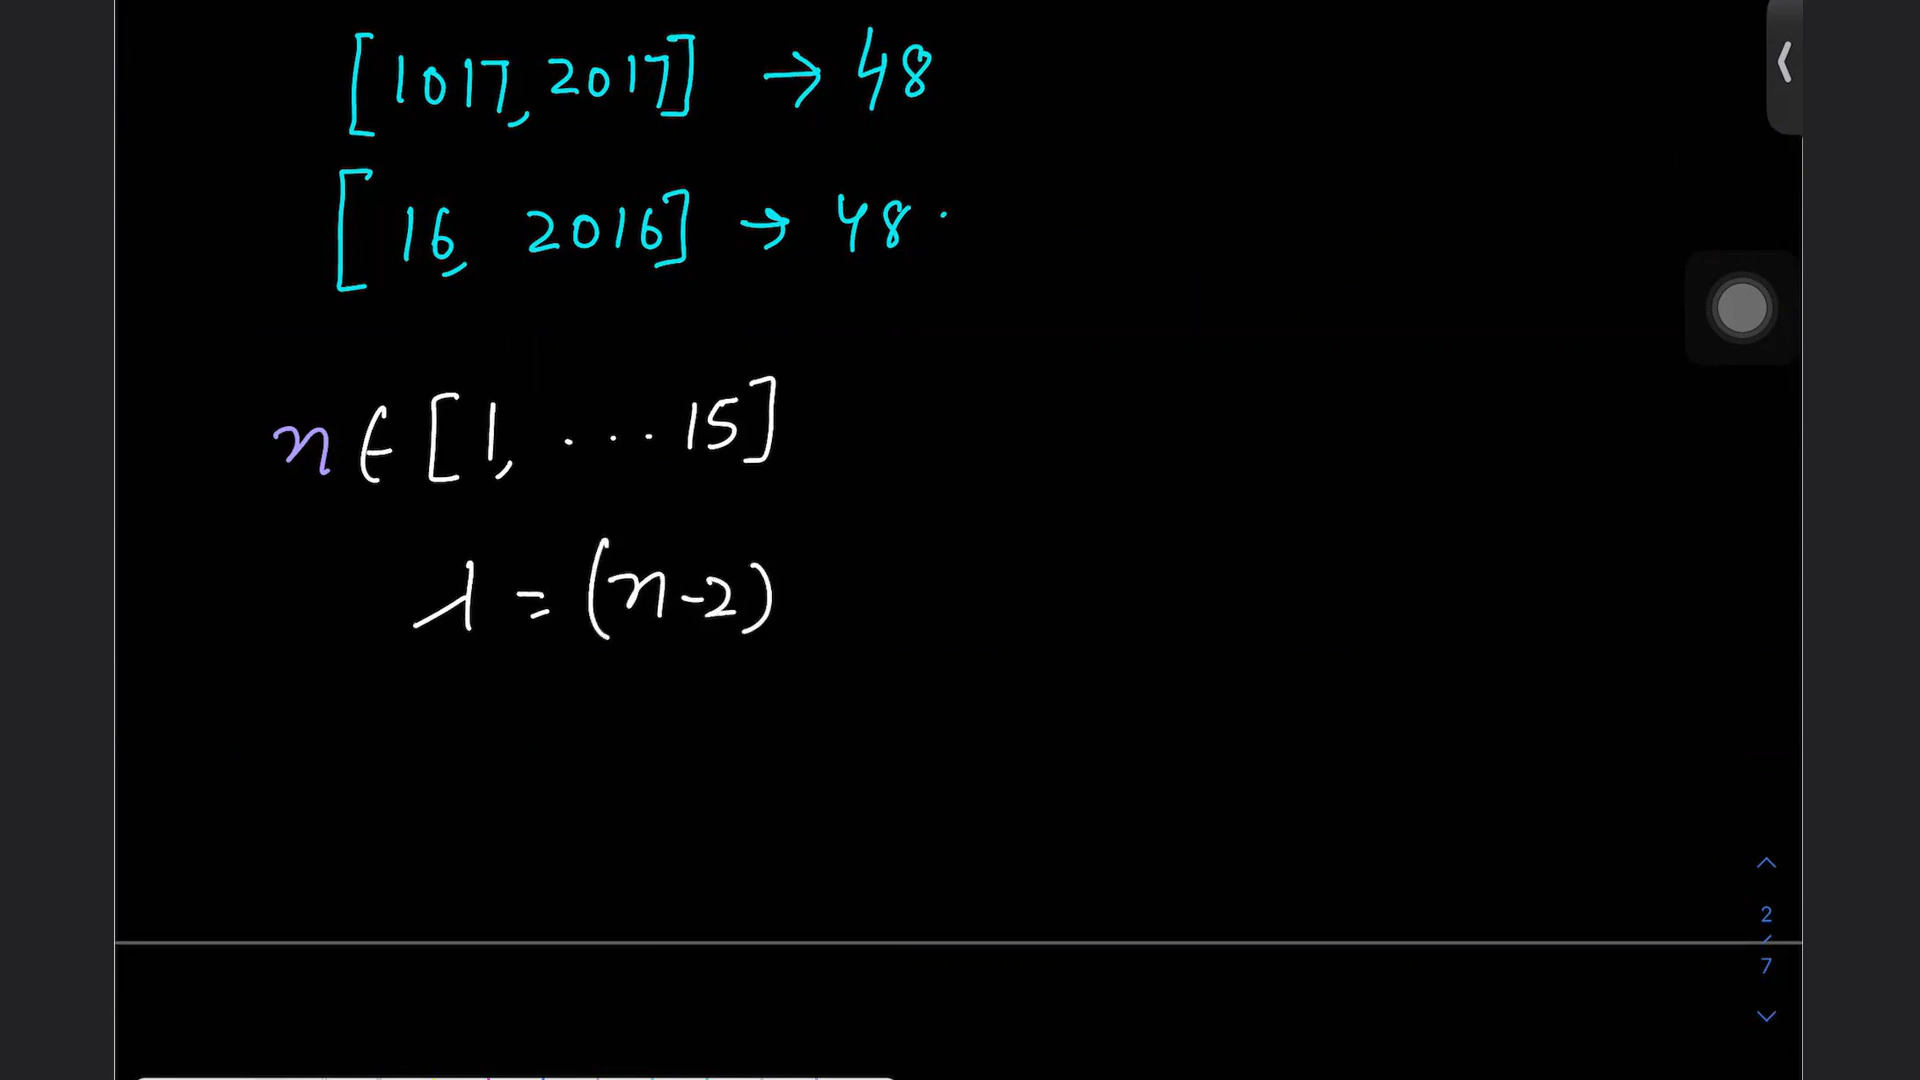 [1017, 2017] → 48
[16, 2016] → 48.
n ∈ [1, ... 15]
λ = (n-2)
2
/
7